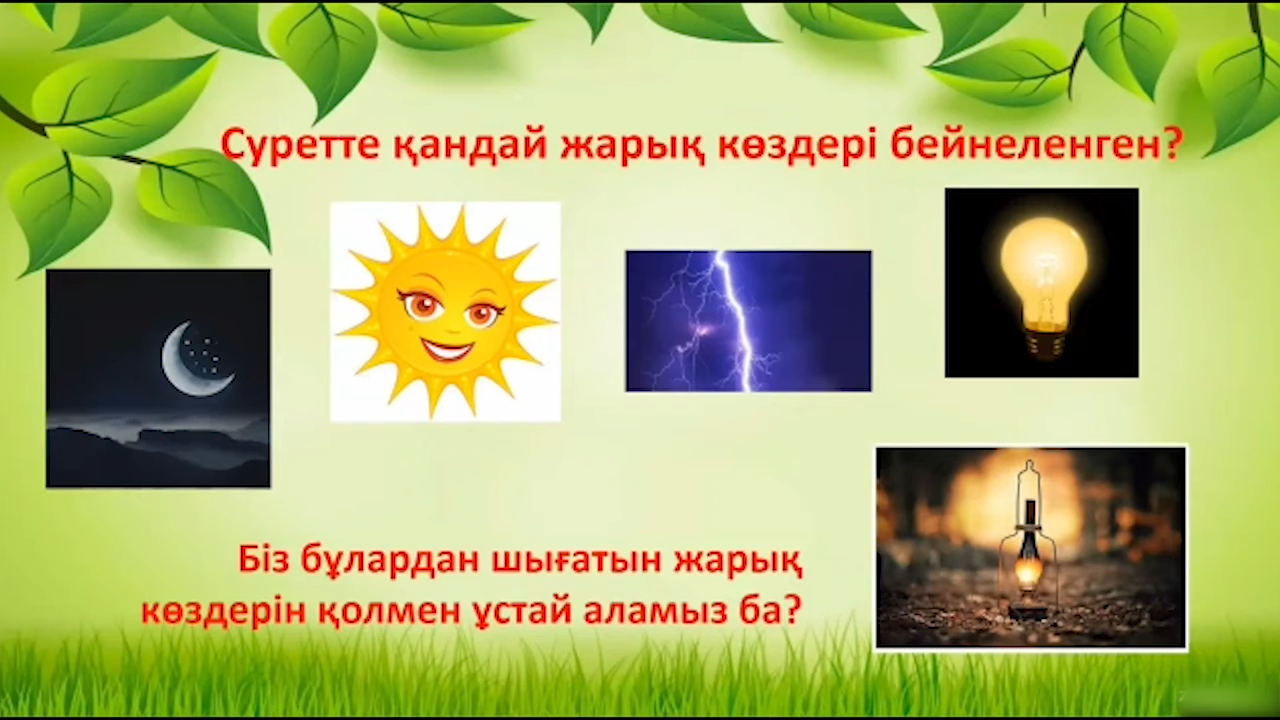 Суретте қандай жарық көздері бейнеленген?
Біз бұлардан шығатын жарық
көздерін қолмен ұстай аламыз ба?